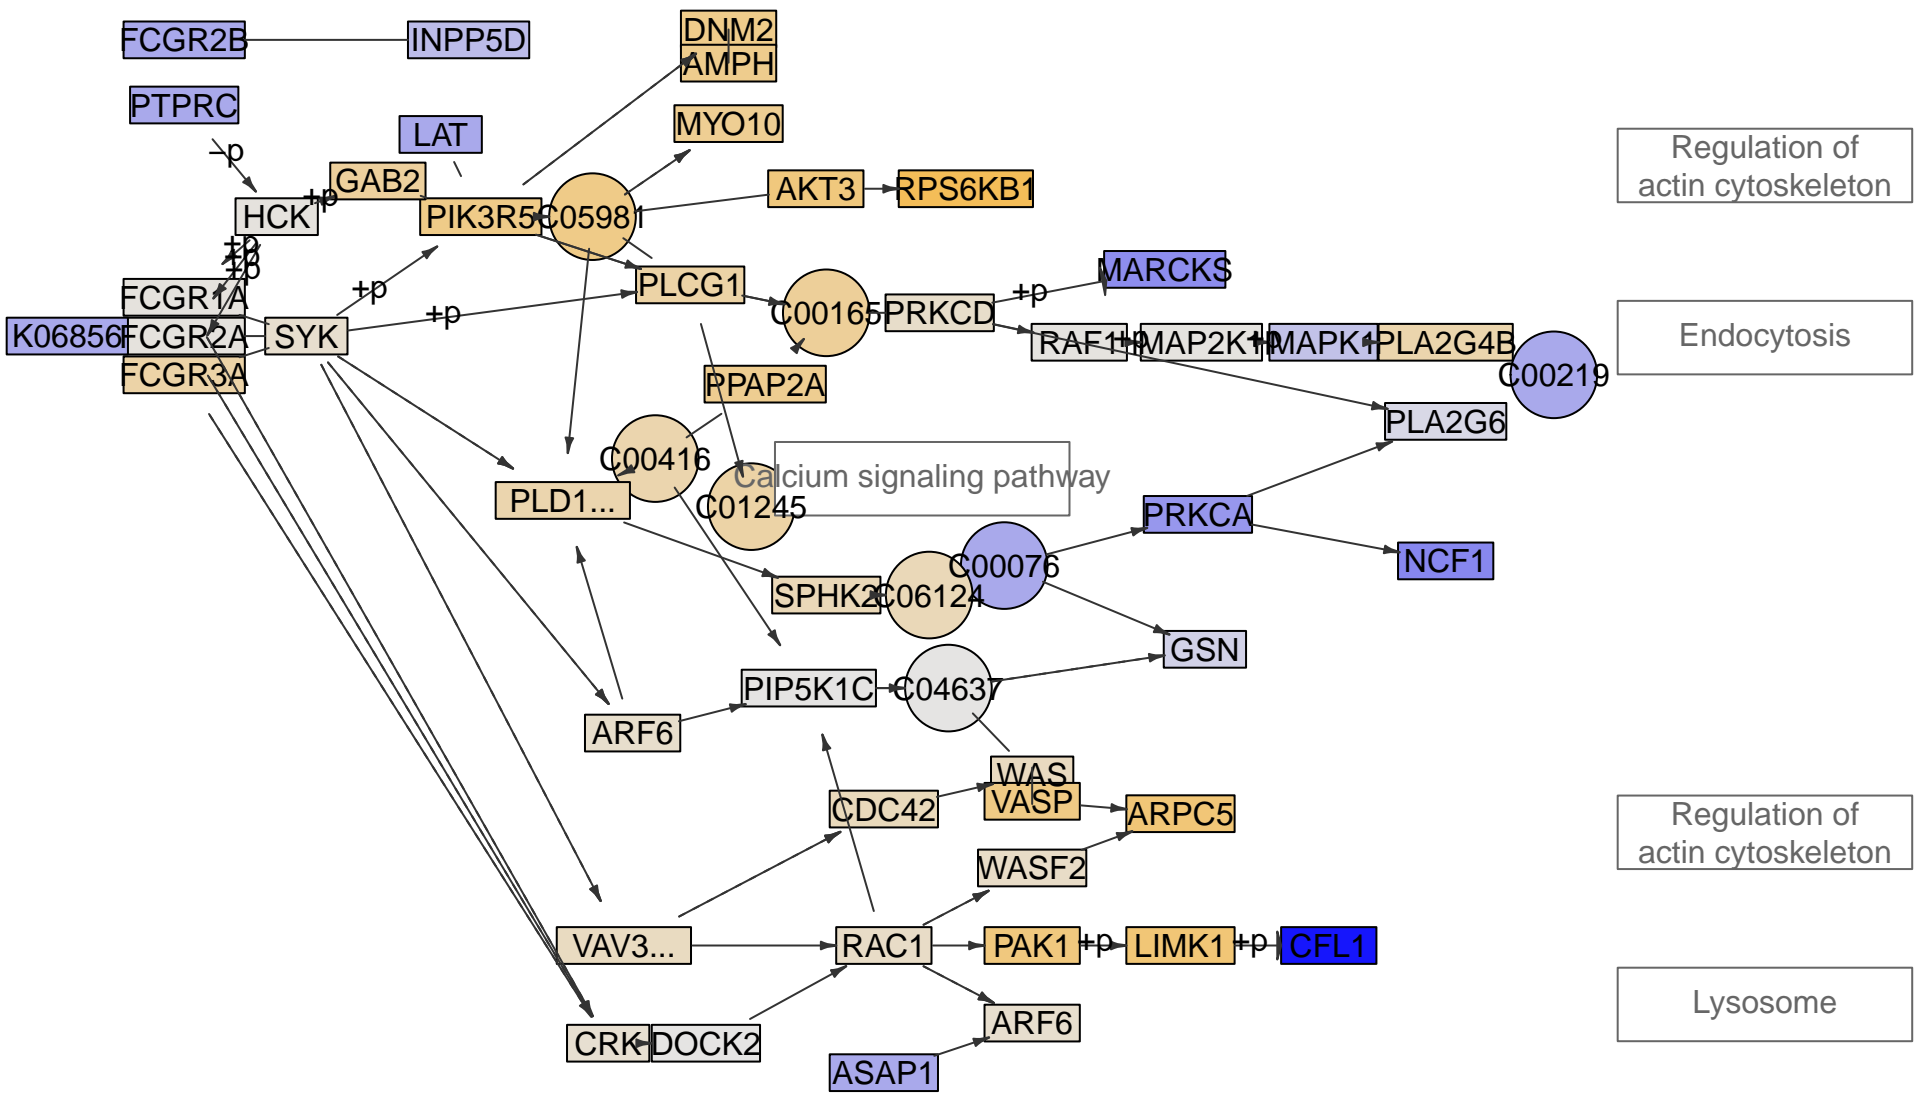 FCGR2B
INPP5D
DNM2
AMPH
PTPRC
LAT
MYO10
–p
Regulation of
actin cytoskeleton
GAB2
AKT3
RPS6KB1
+p
HCK
PIK3R5
C05981
+p
+p
+p
MARCKS
PLCG1
+p
+p
FCGR1A
C00165
PRKCD
+p
K06856
FCGR2A
SYK
RAF1
+p
MAP2K1
+p
MAPK1
PLA2G4B
Endocytosis
FCGR3A
PPAP2A
C00219
PLA2G6
C00416
Calcium signaling pathway
PLD1...
C01245
PRKCA
C00076
NCF1
SPHK2
C06124
GSN
PIP5K1C
C04637
ARF6
WAS
VASP
CDC42
ARPC5
Regulation of
actin cytoskeleton
WASF2
VAV3...
RAC1
PAK1
+p
LIMK1
+p
CFL1
Lysosome
ARF6
CRK
DOCK2
ASAP1